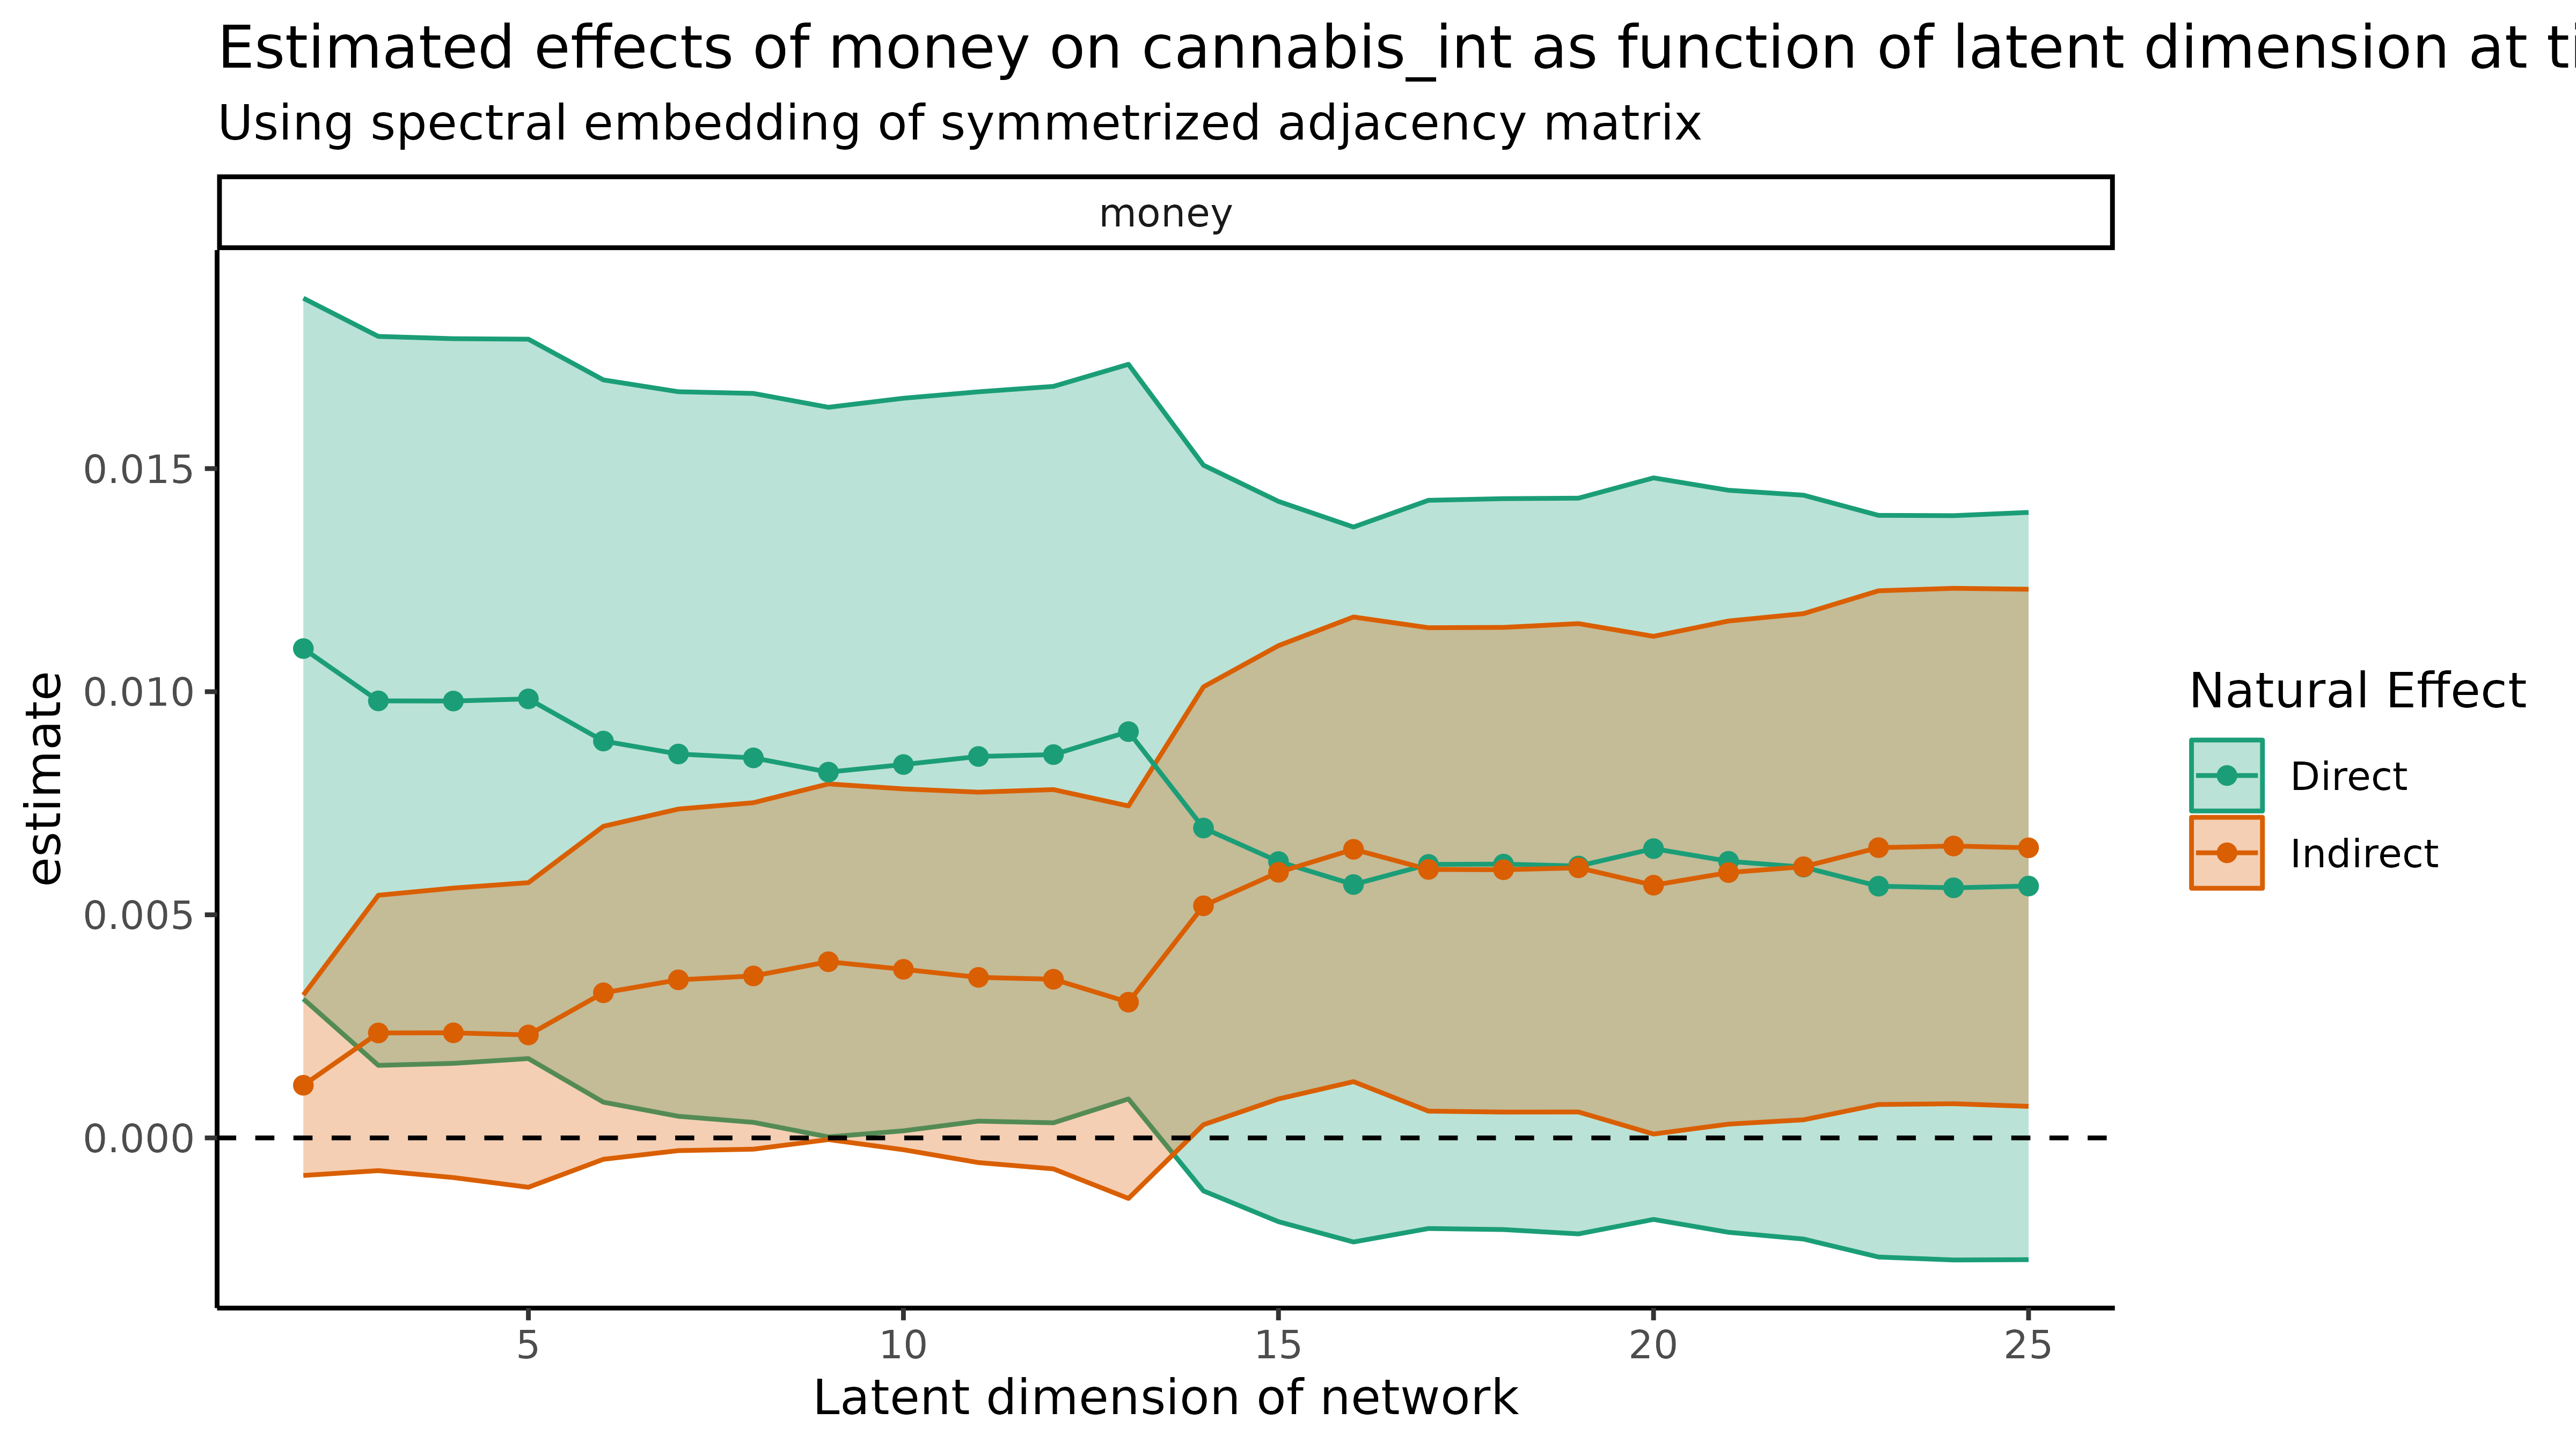 Estimated effects of money on cannabis_int as function of latent dimension at
Using spectral embedding of symmetrized adjacency matrix
money
estimate
0.015
0.010
0.005
0.000
5 10 15 20 25
Latent dimension of network
Natural Effect
Direct
Indirect